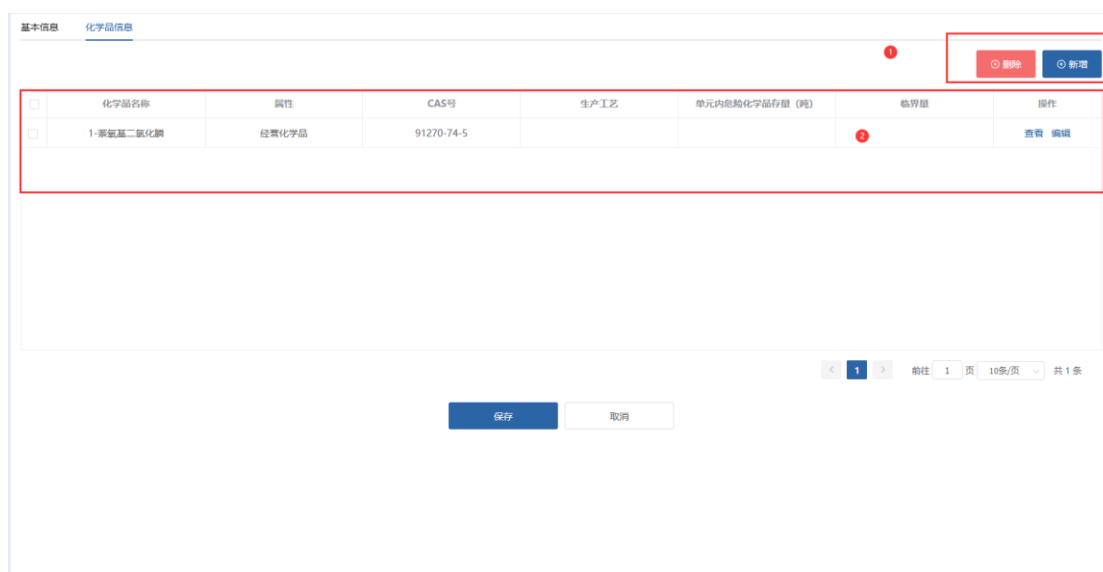 基本信息 化学品信息
1
删除 新增
化学品名称 属性 CAS号 生产工艺 单元内危险化学品存量（吨） 临界量 操作
1-萘氨基二氯化膦 经营化学品 91270-74-5 2 查看 编辑
1 前往 1 页 10条/页 共 1 条
保存 取消